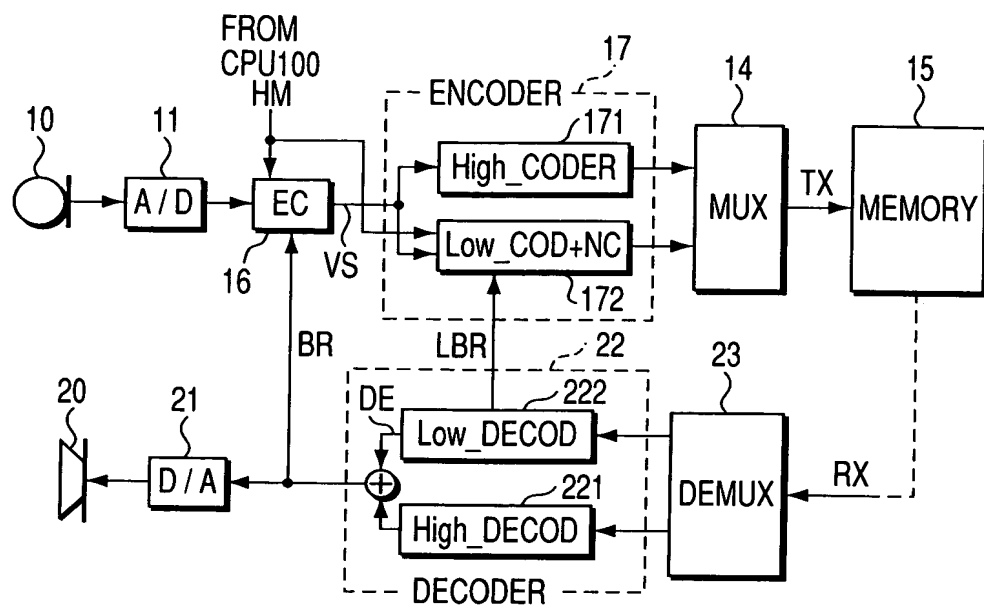 FROM
CPU100
HM
17
ENCODER
14
15
10
11
171
A/D
EC
High_CODER
MUX
TX
MEMORY
16
VS
Low_COD+NC
172
BR
LBR
22
20
21
DE
222
23
Low_DECOD
D/A
+
221
DEMUX
RX
High_DECOD
DECODER